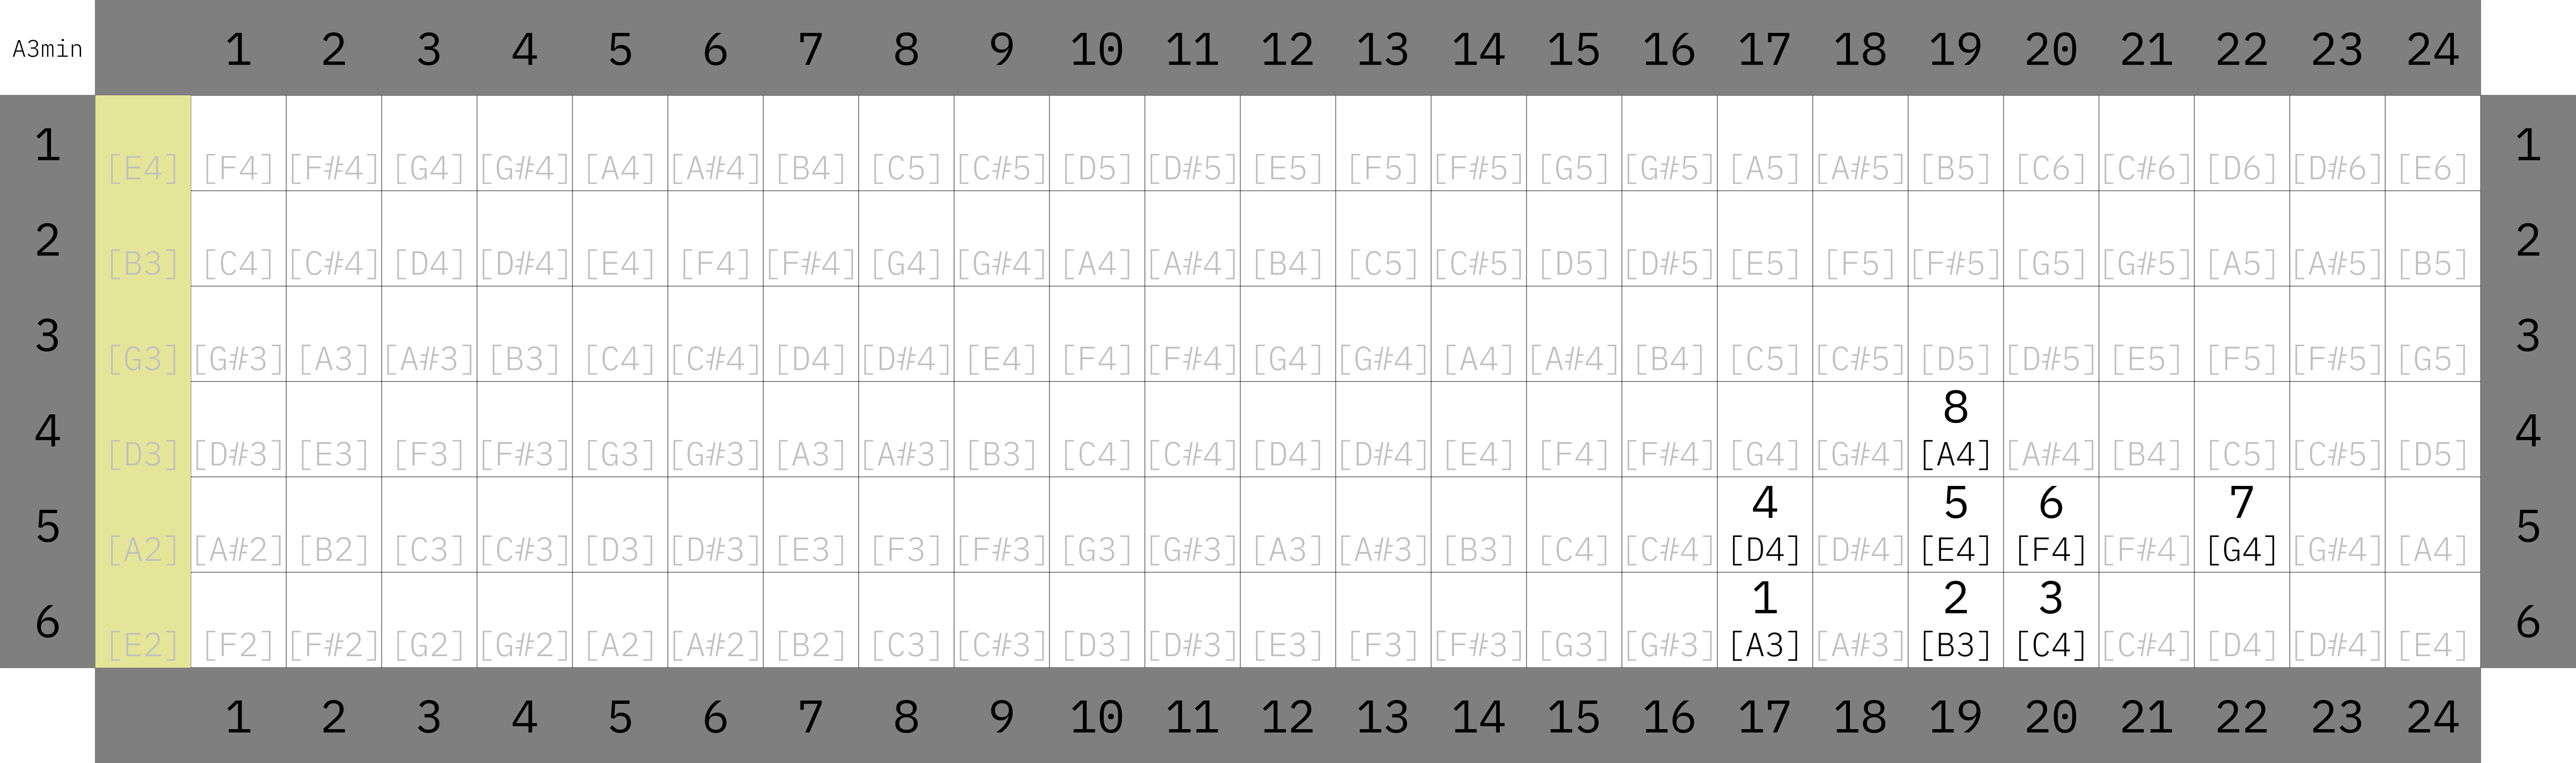 A3min 1 2 3 4 5 6 7 8 9 10 11 12 13 14 15 16 17 18 19 20 21 22 23 24
1 1
[E4] [F4] [F#4] [G4] [G#4] [A4] [A#4] [B4] [C5] [C#5] [D5] [D#5] [E5] [F5] [F#5] [G5] [G#5] [A5] [A#5] [B5] [C6] [C#6] [D6] [D#6] [E6]
2 2
[B3] [C4] [C#4] [D4] [D#4] [E4] [F4] [F#4] [G4] [G#4] [A4] [A#4] [B4] [C5] [C#5] [D5] [D#5] [E5] [F5] [F#5] [G5] [G#5] [A5] [A#5] [B5]
3 3
[G3] [G#3] [A3] [A#3] [B3] [C4] [C#4] [D4] [D#4] [E4] [F4] [F#4] [G4] [G#4] [A4] [A#4] [B4] [C5] [C#5] [D5] [D#5] [E5] [F5] [F#5] [G5]
8
4 4
[D3] [D#3] [E3] [F3] [F#3] [G3] [G#3] [A3] [A#3] [B3] [C4] [C#4] [D4] [D#4] [E4] [F4] [F#4] [G4] [G#4] [A4] [A#4] [B4] [C5] [C#5] [D5]
4 5 6 7
5 5
[A2] [A#2] [B2] [C3] [C#3] [D3] [D#3] [E3] [F3] [F#3] [G3] [G#3] [A3] [A#3] [B3] [C4] [C#4] [D4] [D#4] [E4] [F4] [F#4] [G4] [G#4] [A4]
1 2 3
6 6
[E2] [F2] [F#2] [G2] [G#2] [A2] [A#2] [B2] [C3] [C#3] [D3] [D#3] [E3] [F3] [F#3] [G3] [G#3] [A3] [A#3] [B3] [C4] [C#4] [D4] [D#4] [E4]
1 2 3 4 5 6 7 8 9 10 11 12 13 14 15 16 17 18 19 20 21 22 23 24